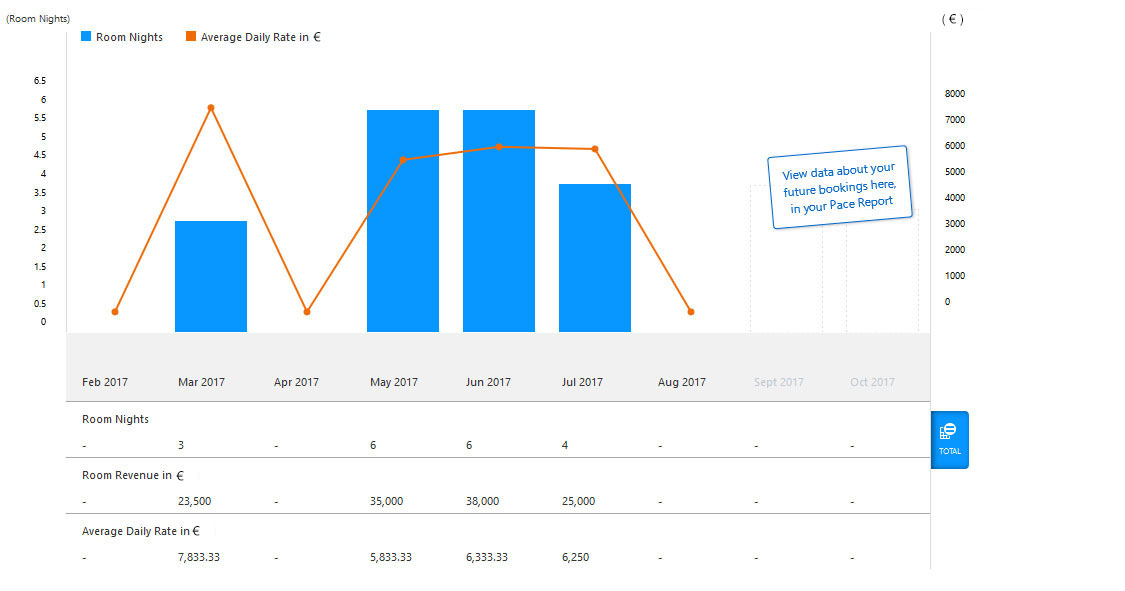 (Room Nights)
( € )
Room Nights
Average Daily Rate in €
6.5
6
5.5
5
4.5
4
3.5
3
2.5
2
1.5
1
0.5
0
8000
7000
6000
5000
4000
3000
2000
1000
0
View data about your
future bookings here,
in your Pace Report
Feb 2017 Mar 2017 Apr 2017 May 2017 Jun 2017 Jul 2017 Aug 2017 Sept 2017 Oct 2017
Room Nights
- 3 - 6 6 4 - - -
TOTAL
Room Revenue in €
- 23,500 - 35,000 38,000 25,000 - - -
Average Daily Rate in €
- 7,833.33 - 5,833.33 6,333.33 6,250 - - -